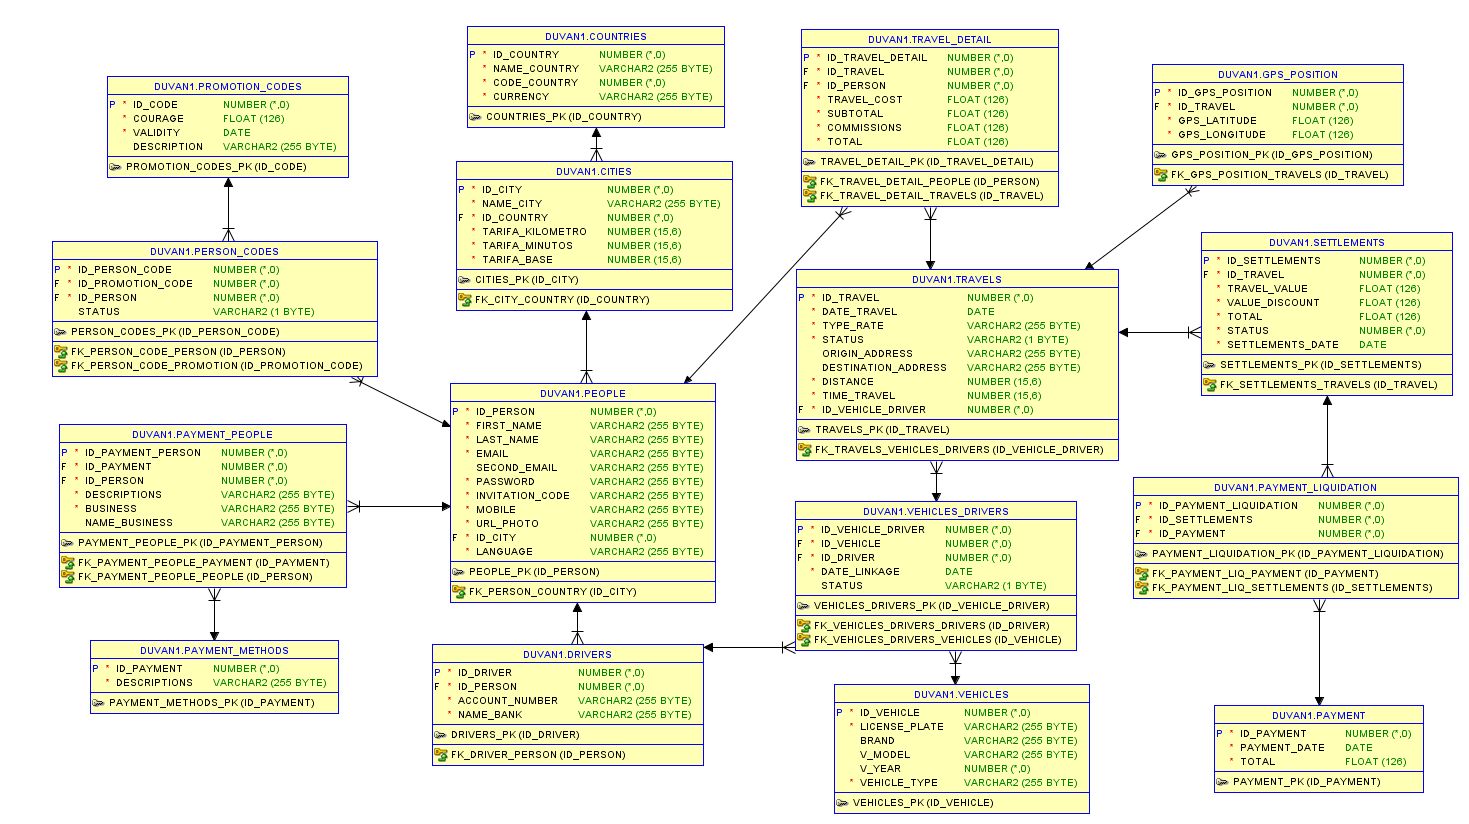 DUVAN1.COUNTRIES
P * ID_COUNTRY NUMBER (*,0)
* NAME_COUNTRY VARCHAR2 (255 BYTE)
* CODE_COUNTRY NUMBER (*,0)
* CURRENCY VARCHAR2 (255 BYTE)
COUNTRIES_PK (ID_COUNTRY)
DUVAN1.TRAVEL_DETAIL
P * ID_TRAVEL_DETAIL NUMBER (*,0)
F * ID_TRAVEL NUMBER (*,0)
F * ID_PERSON NUMBER (*,0)
* TRAVEL_COST FLOAT (126)
* SUBTOTAL FLOAT (126)
* COMMISSIONS FLOAT (126)
* TOTAL FLOAT (126)
TRAVEL_DETAIL_PK (ID_TRAVEL_DETAIL)
FK_TRAVEL_DETAIL_PEOPLE (ID_PERSON)
FK_TRAVEL_DETAIL_TRAVELS (ID_TRAVEL)
DUVAN1.GPS_POSITION
P * ID_GPS_POSITION NUMBER (*,0)
F * ID_TRAVEL NUMBER (*,0)
* GPS_LATITUDE FLOAT (126)
* GPS_LONGITUDE FLOAT (126)
GPS_POSITION_PK (ID_GPS_POSITION)
FK_GPS_POSITION_TRAVELS (ID_TRAVEL)
DUVAN1.PROMOTION_CODES
P * ID_CODE NUMBER (*,0)
* COURAGE FLOAT (126)
* VALIDITY DATE
DESCRIPTION VARCHAR2 (255 BYTE)
PROMOTION_CODES_PK (ID_CODE)
DUVAN1.CITIES
P * ID_CITY NUMBER (*,0)
* NAME_CITY VARCHAR2 (255 BYTE)
F * ID_COUNTRY NUMBER (*,0)
* TARIFA_KILOMETRO NUMBER (15,6)
* TARIFA_MINUTOS NUMBER (15,6)
* TARIFA_BASE NUMBER (15,6)
CITIES_PK (ID_CITY)
FK_CITY_COUNTRY (ID_COUNTRY)
DUVAN1.PERSON_CODES
P * ID_PERSON_CODE NUMBER (*,0)
F * ID_PROMOTION_CODE NUMBER (*,0)
F * ID_PERSON NUMBER (*,0)
STATUS VARCHAR2 (1 BYTE)
PERSON_CODES_PK (ID_PERSON_CODE)
FK_PERSON_CODE_PERSON (ID_PERSON)
FK_PERSON_CODE_PROMOTION (ID_PROMOTION_CODE)
DUVAN1.TRAVELS
P * ID_TRAVEL NUMBER (*,0)
* DATE_TRAVEL DATE
* TYPE_RATE VARCHAR2 (255 BYTE)
* STATUS VARCHAR2 (1 BYTE)
ORIGIN_ADDRESS VARCHAR2 (255 BYTE)
DESTINATION_ADDRESS VARCHAR2 (255 BYTE)
* DISTANCE NUMBER (15,6)
* TIME_TRAVEL NUMBER (15,6)
F * ID_VEHICLE_DRIVER NUMBER (*,0)
TRAVELS_PK (ID_TRAVEL)
FK_TRAVELS_VEHICLES_DRIVERS (ID_VEHICLE_DRIVER)
DUVAN1.SETTLEMENTS
P * ID_SETTLEMENTS NUMBER (*,0)
F * ID_TRAVEL NUMBER (*,0)
* TRAVEL_VALUE FLOAT (126)
* VALUE_DISCOUNT FLOAT (126)
* TOTAL FLOAT (126)
* STATUS NUMBER (*,0)
* SETTLEMENTS_DATE DATE
SETTLEMENTS_PK (ID_SETTLEMENTS)
FK_SETTLEMENTS_TRAVELS (ID_TRAVEL)
DUVAN1.PEOPLE
P * ID_PERSON NUMBER (*,0)
* FIRST_NAME VARCHAR2 (255 BYTE)
* LAST_NAME VARCHAR2 (255 BYTE)
* EMAIL VARCHAR2 (255 BYTE)
SECOND_EMAIL VARCHAR2 (255 BYTE)
* PASSWORD VARCHAR2 (255 BYTE)
* INVITATION_CODE VARCHAR2 (255 BYTE)
* MOBILE VARCHAR2 (255 BYTE)
* URL_PHOTO VARCHAR2 (255 BYTE)
F * ID_CITY NUMBER (*,0)
* LANGUAGE VARCHAR2 (255 BYTE)
PEOPLE_PK (ID_PERSON)
FK_PERSON_COUNTRY (ID_CITY)
DUVAN1.PAYMENT_PEOPLE
P * ID_PAYMENT_PERSON NUMBER (*,0)
F * ID_PAYMENT NUMBER (*,0)
F * ID_PERSON NUMBER (*,0)
* DESCRIPTIONS VARCHAR2 (255 BYTE)
* BUSINESS VARCHAR2 (255 BYTE)
NAME_BUSINESS VARCHAR2 (255 BYTE)
PAYMENT_PEOPLE_PK (ID_PAYMENT_PERSON)
FK_PAYMENT_PEOPLE_PAYMENT (ID_PAYMENT)
FK_PAYMENT_PEOPLE_PEOPLE (ID_PERSON)
DUVAN1.VEHICLES_DRIVERS
P * ID_VEHICLE_DRIVER NUMBER (*,0)
F * ID_VEHICLE NUMBER (*,0)
F * ID_DRIVER NUMBER (*,0)
* DATE_LINKAGE DATE
STATUS VARCHAR2 (1 BYTE)
VEHICLES_DRIVERS_PK (ID_VEHICLE_DRIVER)
FK_VEHICLES_DRIVERS_DRIVERS (ID_DRIVER)
FK_VEHICLES_DRIVERS_VEHICLES (ID_VEHICLE)
DUVAN1.PAYMENT_LIQUIDATION
P * ID_PAYMENT_LIQUIDATION NUMBER (*,0)
F * ID_SETTLEMENTS NUMBER (*,0)
F * ID_PAYMENT NUMBER (*,0)
PAYMENT_LIQUIDATION_PK (ID_PAYMENT_LIQUIDATION)
FK_PAYMENT_LIQ_PAYMENT (ID_PAYMENT)
FK_PAYMENT_LIQ_SETTLEMENTS (ID_SETTLEMENTS)
DUVAN1.PAYMENT_METHODS
P * ID_PAYMENT NUMBER (*,0)
* DESCRIPTIONS VARCHAR2 (255 BYTE)
PAYMENT_METHODS_PK (ID_PAYMENT)
DUVAN1.DRIVERS
P * ID_DRIVER NUMBER (*,0)
F * ID_PERSON NUMBER (*,0)
* ACCOUNT_NUMBER VARCHAR2 (255 BYTE)
* NAME_BANK VARCHAR2 (255 BYTE)
DRIVERS_PK (ID_DRIVER)
FK_DRIVER_PERSON (ID_PERSON)
DUVAN1.VEHICLES
P * ID_VEHICLE NUMBER (*,0)
* LICENSE_PLATE VARCHAR2 (255 BYTE)
BRAND VARCHAR2 (255 BYTE)
V_MODEL VARCHAR2 (255 BYTE)
V_YEAR NUMBER (*,0)
* VEHICLE_TYPE VARCHAR2 (255 BYTE)
VEHICLES_PK (ID_VEHICLE)
DUVAN1.PAYMENT
P * ID_PAYMENT NUMBER (*,0)
* PAYMENT_DATE DATE
* TOTAL FLOAT (126)
PAYMENT_PK (ID_PAYMENT)